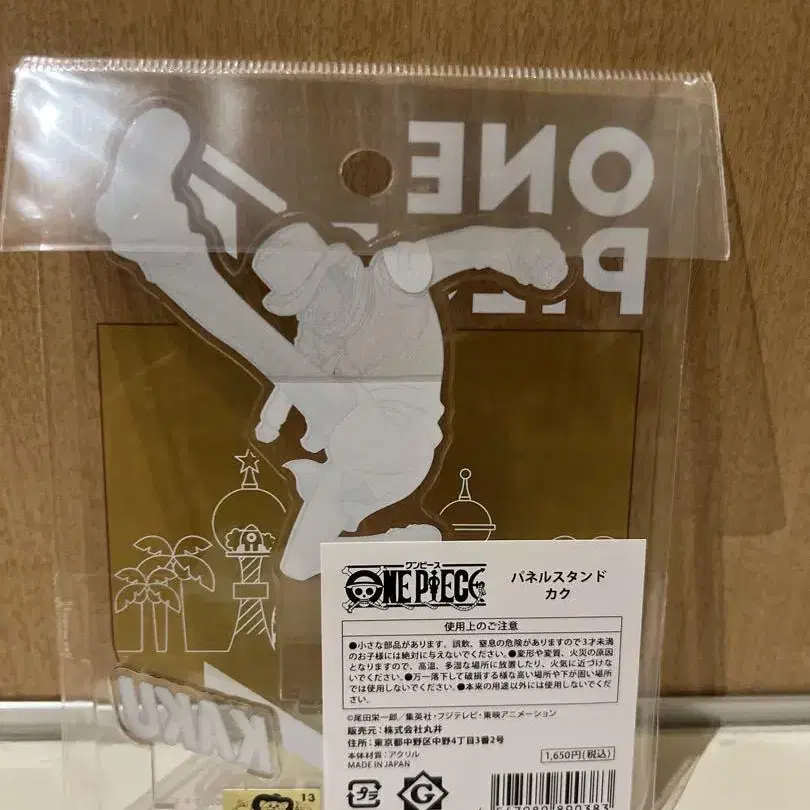 ONE
PIE
KAKU
ワンピース
ONE PIECE
パネルスタンド
カク
使用上のご注意
●小さな部品があります。誤飲、窒息の危険がありますので3才未満
のお子様には絶対に与えないでください。●変形や変質、火災の原因
となりますので、高温、多湿な場所に放置したり、火気に近づけな
いでください。●万一落下して破損する様な高い場所や下が固い場所
では使用しないでください。●本来の用途以外には使用しないでく
ださい。
©尾田栄一郎／集英社・フジテレビ・東映アニメーション
販売元：株式会社丸井
住所：東京都中野区中野4丁目3番2号
本体材質：アクリル
MADE IN JAPAN
1,650円(税込)
プラ
G
13